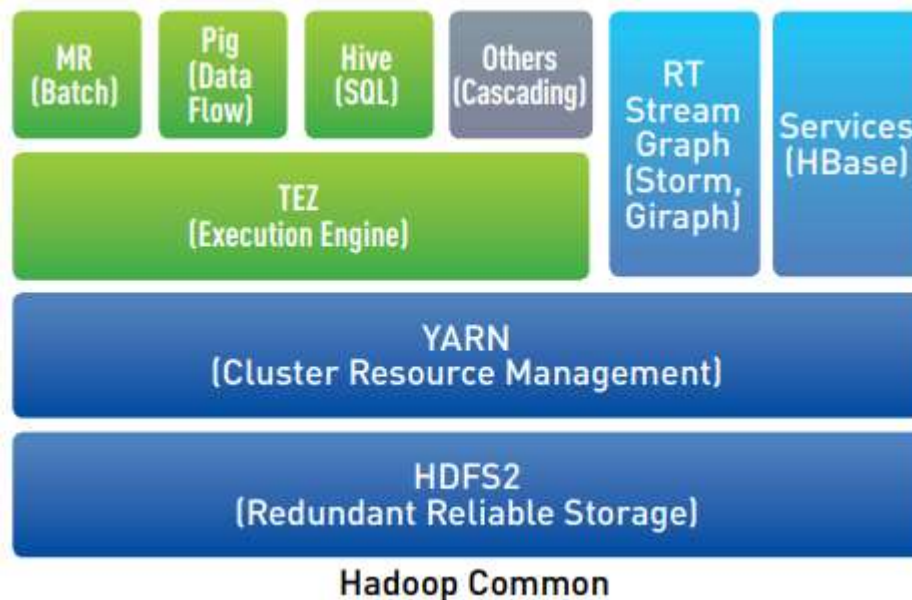 MR
(Batch)
Pig
(Data
Flow)
Hive
(SQL)
Others
(Cascading)
RT
Stream
Graph
(Storm,
Giraph)
Services
(HBase)
TEZ
(Execution Engine)
YARN
(Cluster Resource Management)
HDFS2
(Redundant Reliable Storage)
Hadoop Common